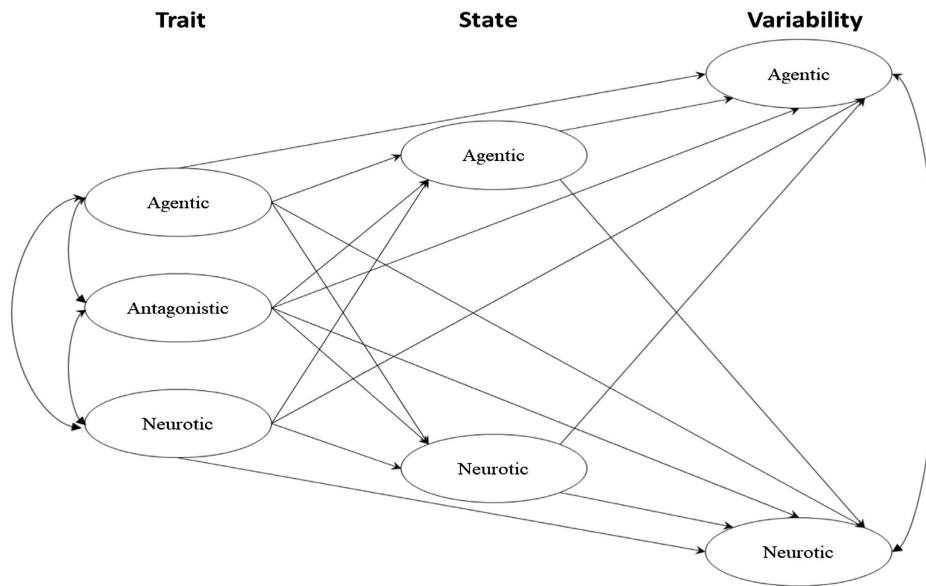 Trait
State
Variability
Agentic
Agentic
Agentic
Antagonistic
Neurotic
Neurotic
Neurotic